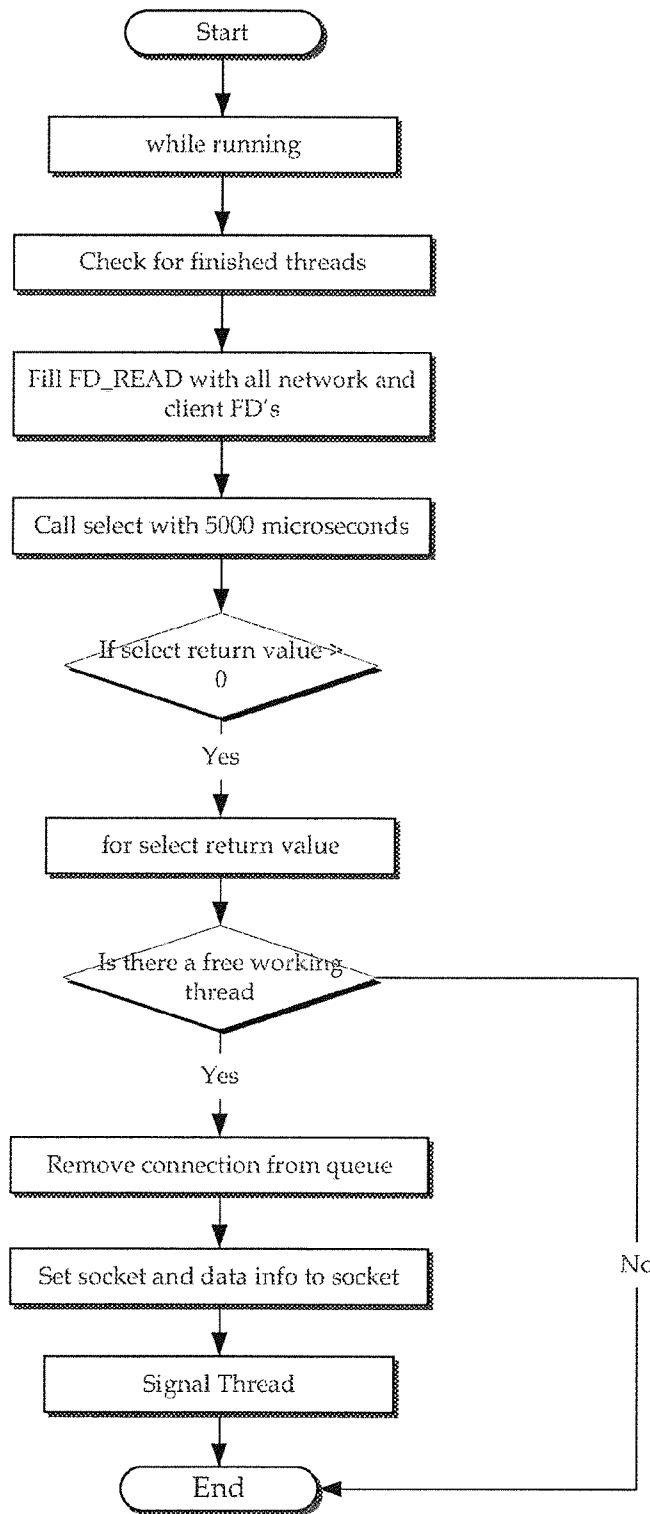 Start
while running
Check for finished threads
Fill FD_READ with all network and
client FD's
Call select with 5000 microseconds
If select return value >
0
Yes
for select return value
Is there a free working
thread
Yes
Remove connection from queue
No
Set socket and data info to socket
Signal Thread
End